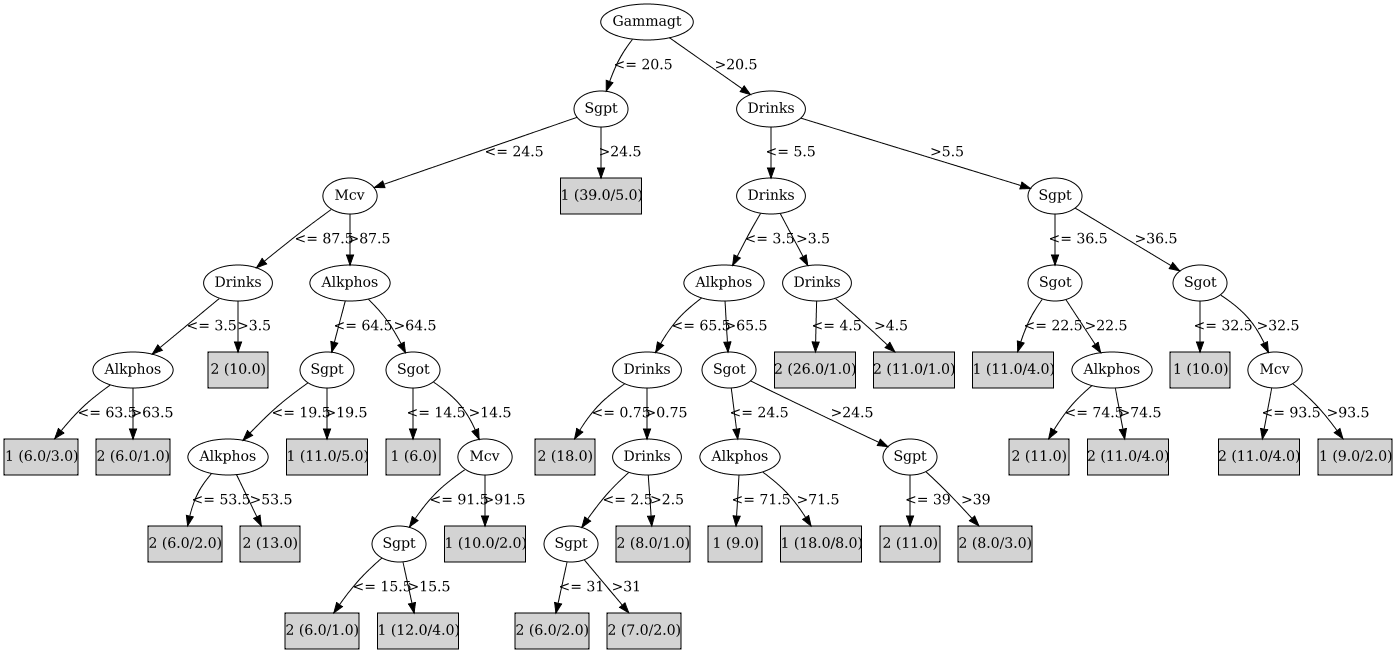 Gammagt
<= 20.5 >20.5
Sgpt Drinks
<= 24.5 >24.5 <= 5.5 >5.5
Mcv 1 (39.0/5.0) Drinks Sgpt
<= 87.5 >87.5 <= 3.5 >3.5 <= 36.5 >36.5
Drinks Alkphos Alkphos Drinks Sgot Sgot
<= 3.5 >3.5 <= 64.5 >64.5 <= 65.5 >65.5 <= 4.5 >4.5 <= 22.5 >22.5 <= 32.5 >32.5
Alkphos 2 (10.0) Sgpt Sgot Drinks Sgot 2 (26.0/1.0) 2 (11.0/1.0) 1 (11.0/4.0) Alkphos 1 (10.0) Mcv
<= 63.5 >63.5 <= 19.5 >19.5 <= 14.5 >14.5 <= 0.75 >0.75 <= 24.5 >24.5 <= 74.5 >74.5 <= 93.5 >93.5
1 (6.0/3.0) 2 (6.0/1.0) Alkphos 1 (11.0/5.0) 1 (6.0) Mcv 2 (18.0) Drinks Alkphos Sgpt 2 (11.0) 2 (11.0/4.0) 2 (11.0/4.0) 1 (9.0/2.0)
<= 53.5 >53.5 <= 91.5 >91.5 <= 2.5 >2.5 <= 71.5 >71.5 <= 39 >39
2 (6.0/2.0) 2 (13.0) Sgpt 1 (10.0/2.0) Sgpt 2 (8.0/1.0) 1 (9.0) 1 (18.0/8.0) 2 (11.0) 2 (8.0/3.0)
<= 15.5 >15.5 <= 31 >31
2 (6.0/1.0) 1 (12.0/4.0) 2 (6.0/2.0) 2 (7.0/2.0)